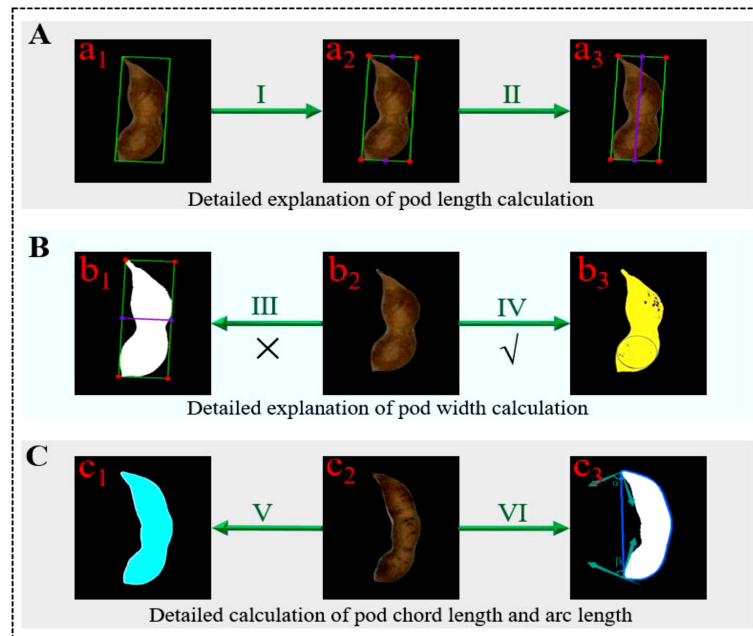 A
a1
I
a2
II
a3
Detailed explanation of pod length calculation
B
b1
III
×
b2
IV
√
b3
Detailed explanation of pod width calculation
C
c1
V
c2
VI
c3
α
β
Detailed calculation of pod chord length and arc length